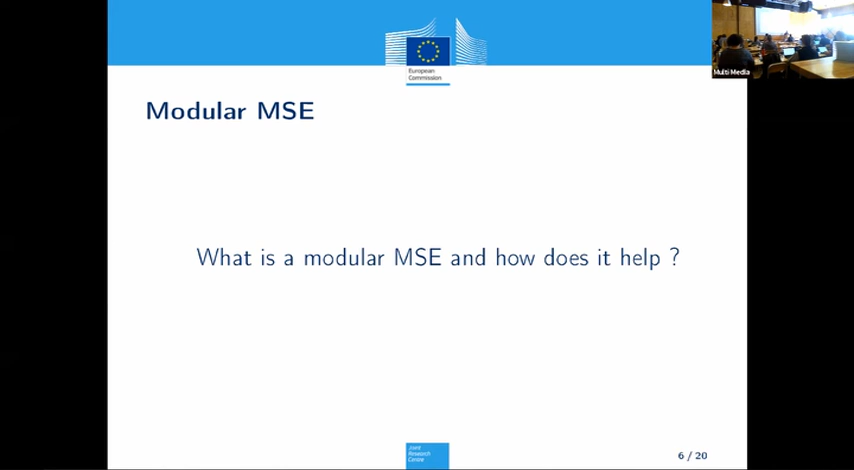 European
Commission
Multi Media
Modular MSE
What is a modular MSE and how does it help ?
Joint
Research
Centre
6 / 20